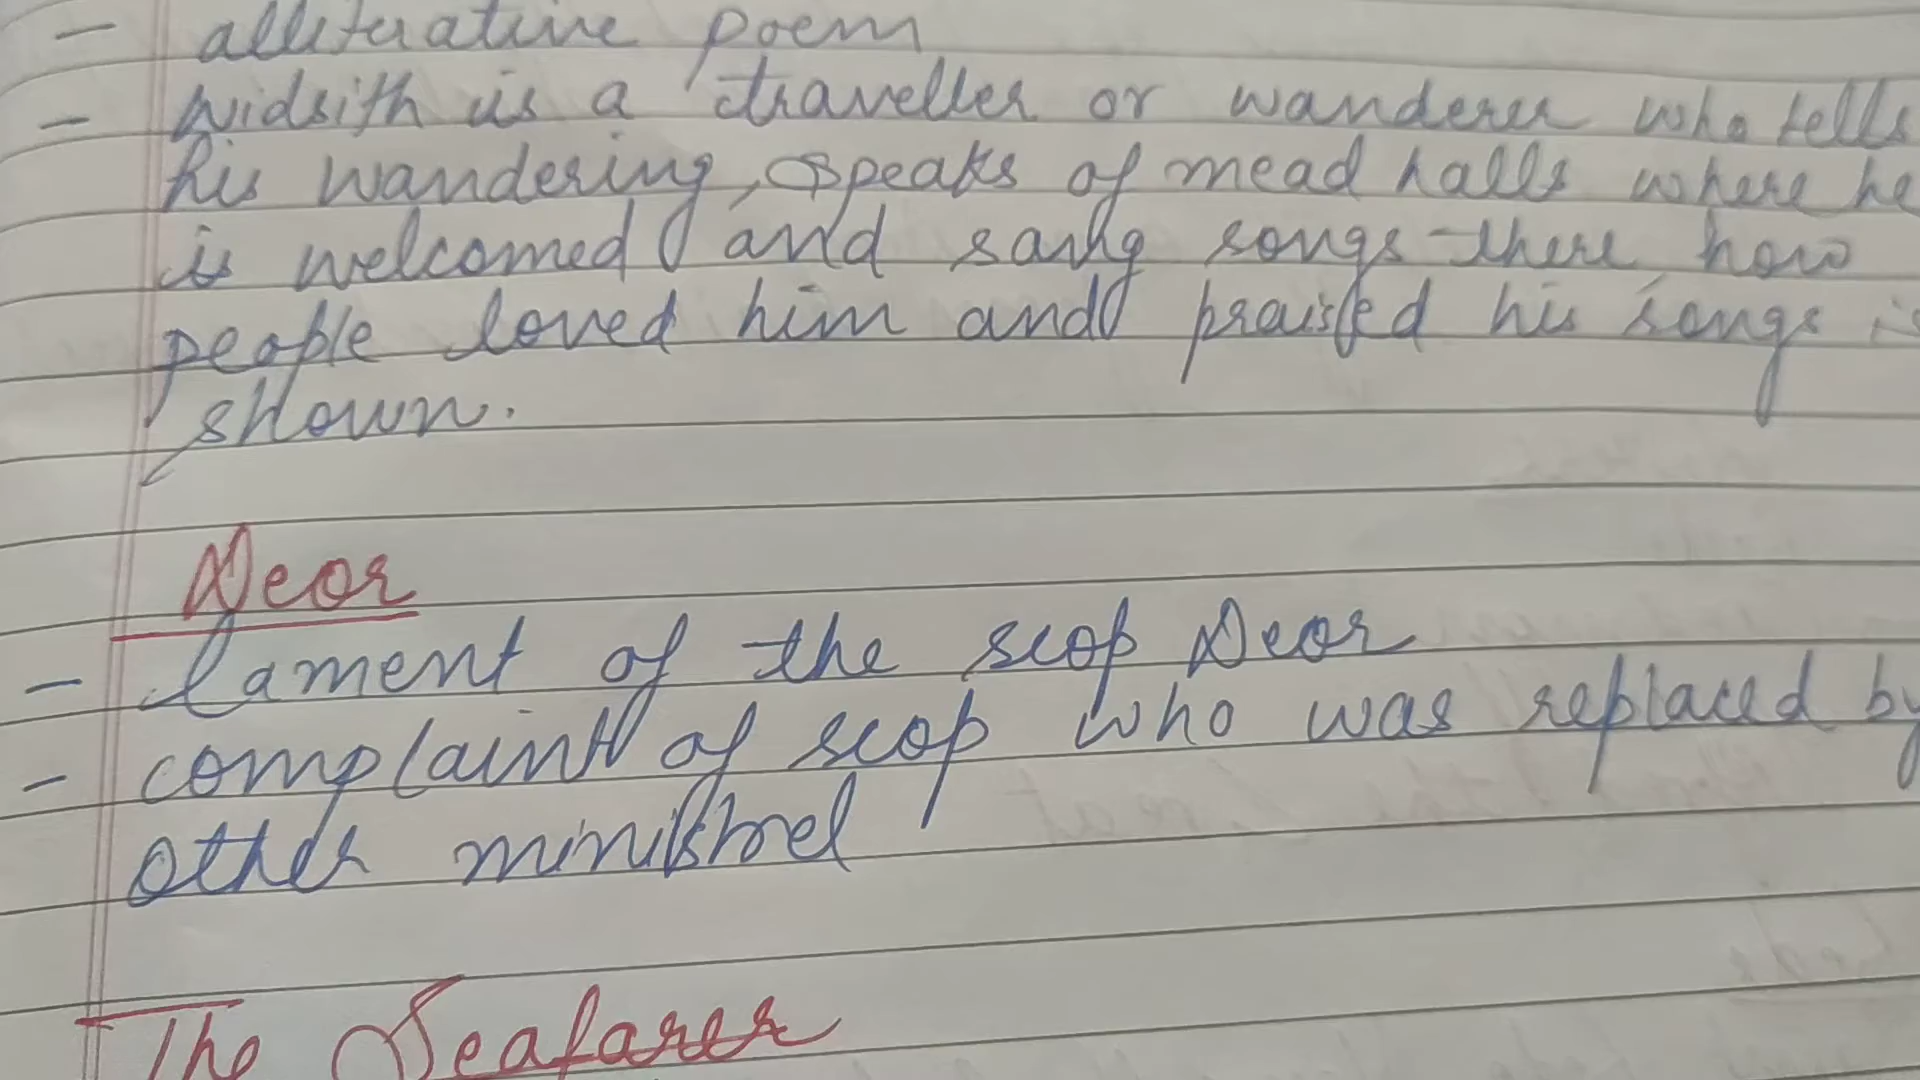 - alliterative poem
- widsith is a traveller or wanderer who tells
his wandering, speaks of mead halls where he
is welcomed and sang songs there, how
people loved him and praised his songs is
shown.
Deor
- lament of the scop Deor
- complaint of scop who was replaced by
other minstrel
The Seafarer